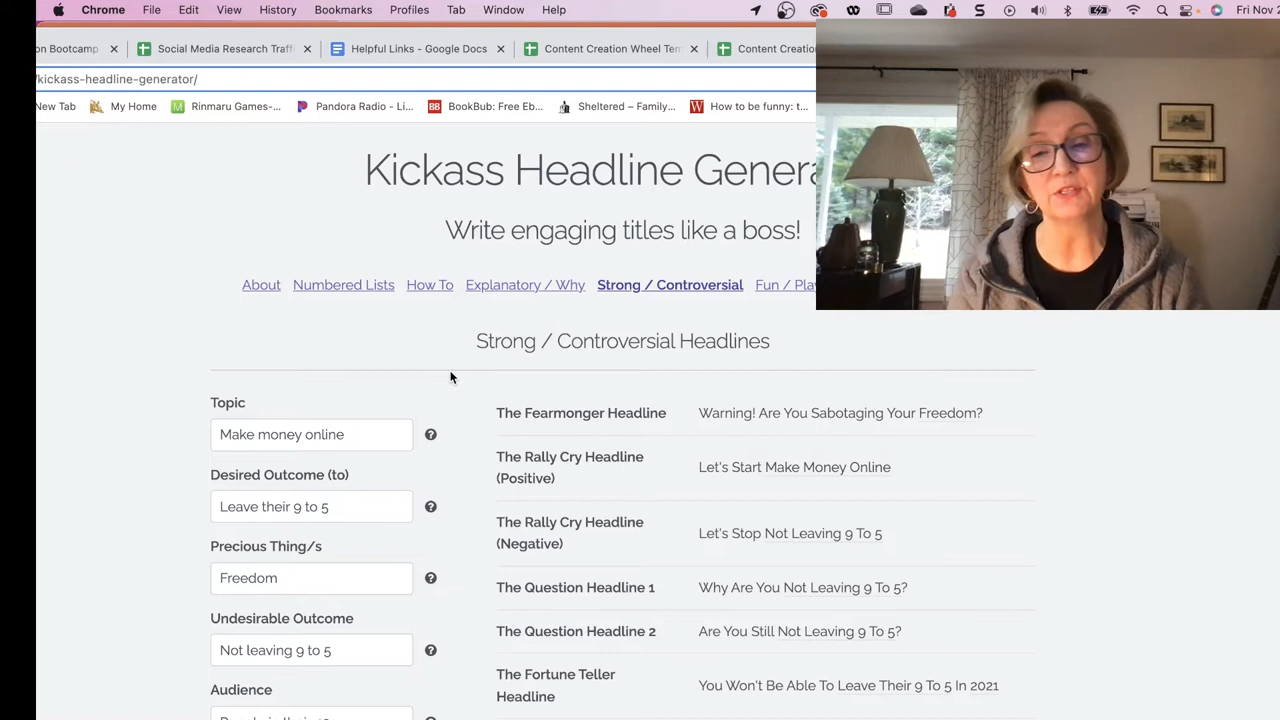 Chrome File Edit View History Bookmarks Profiles Tab Window Help Fri Nov 2
on Bootcamp Social Media Research Traff Helpful Links - Google Docs Content Creation Wheel Tem Content Creatio
/kickass-headline-generator/
New Tab My Home Rinmaru Games-... Pandora Radio - Li... BookBub: Free Eb... Sheltered – Family... How to be funny: t...
Kickass Headline Genera
Write engaging titles like a boss!
About Numbered Lists How To Explanatory / Why Strong / Controversial Fun / Play
Strong / Controversial Headlines
Topic
Make money online
Desired Outcome (to)
Leave their 9 to 5
Precious Thing/s
Freedom
Undesirable Outcome
Not leaving 9 to 5
Audience
The Fearmonger Headline Warning! Are You Sabotaging Your Freedom?
The Rally Cry Headline
(Positive)
Let's Start Make Money Online
The Rally Cry Headline
(Negative)
Let's Stop Not Leaving 9 To 5
The Question Headline 1 Why Are You Not Leaving 9 To 5?
The Question Headline 2 Are You Still Not Leaving 9 To 5?
The Fortune Teller
Headline
You Won't Be Able To Leave Their 9 To 5 In 2021